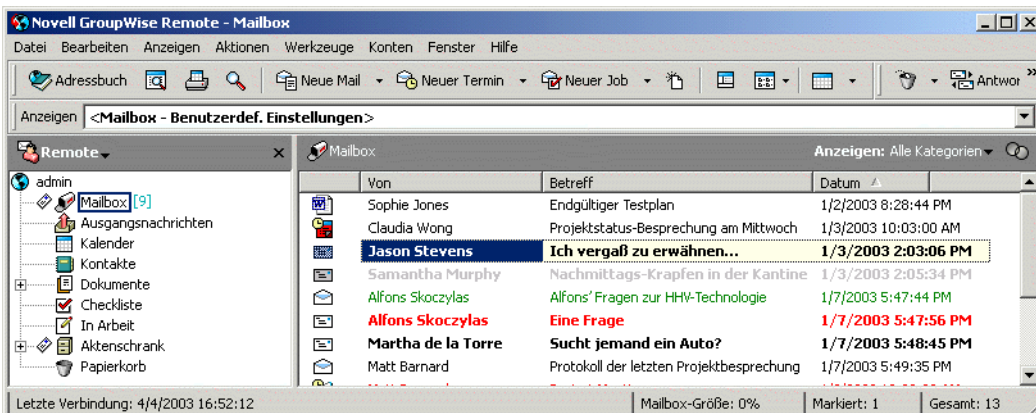 Novell GroupWise Remote - Mailbox
Datei Bearbeiten Anzeigen Aktionen Werkzeuge Konten Fenster Hilfe
Adressbuch Neue Mail Neuer Termin Neuer Job Antwor
Anzeigen <Mailbox - Benutzerdef. Einstellungen>
Remote Mailbox Anzeigen: Alle Kategorien
admin
Mailbox [9]
Ausgangsnachrichten
Kalender
Kontakte
Dokumente
Checkliste
In Arbeit
Aktenschrank
Papierkorb
Von Betreff Datum
Sophie Jones Endgültiger Testplan 1/2/2003 8:28:44 PM
Claudia Wong Projektstatus-Besprechung am Mittwoch 1/3/2003 10:03:00 AM
Jason Stevens Ich vergaß zu erwähnen... 1/3/2003 2:03:06 PM
Samantha Murphy Nachmittags-Krapfen in der Kantine 1/3/2003 2:05:34 PM
Alfons Skoczylas Alfons' Fragen zur HHV-Technologie 1/7/2003 5:47:44 PM
Alfons Skoczylas Eine Frage 1/7/2003 5:47:56 PM
Martha de la Torre Sucht jemand ein Auto? 1/7/2003 5:48:45 PM
Matt Barnard Protokoll der letzten Projektbesprechung 1/7/2003 5:49:35 PM
Letzte Verbindung: 4/4/2003 16:52:12 Mailbox-Größe: 0% Markiert: 1 Gesamt: 13